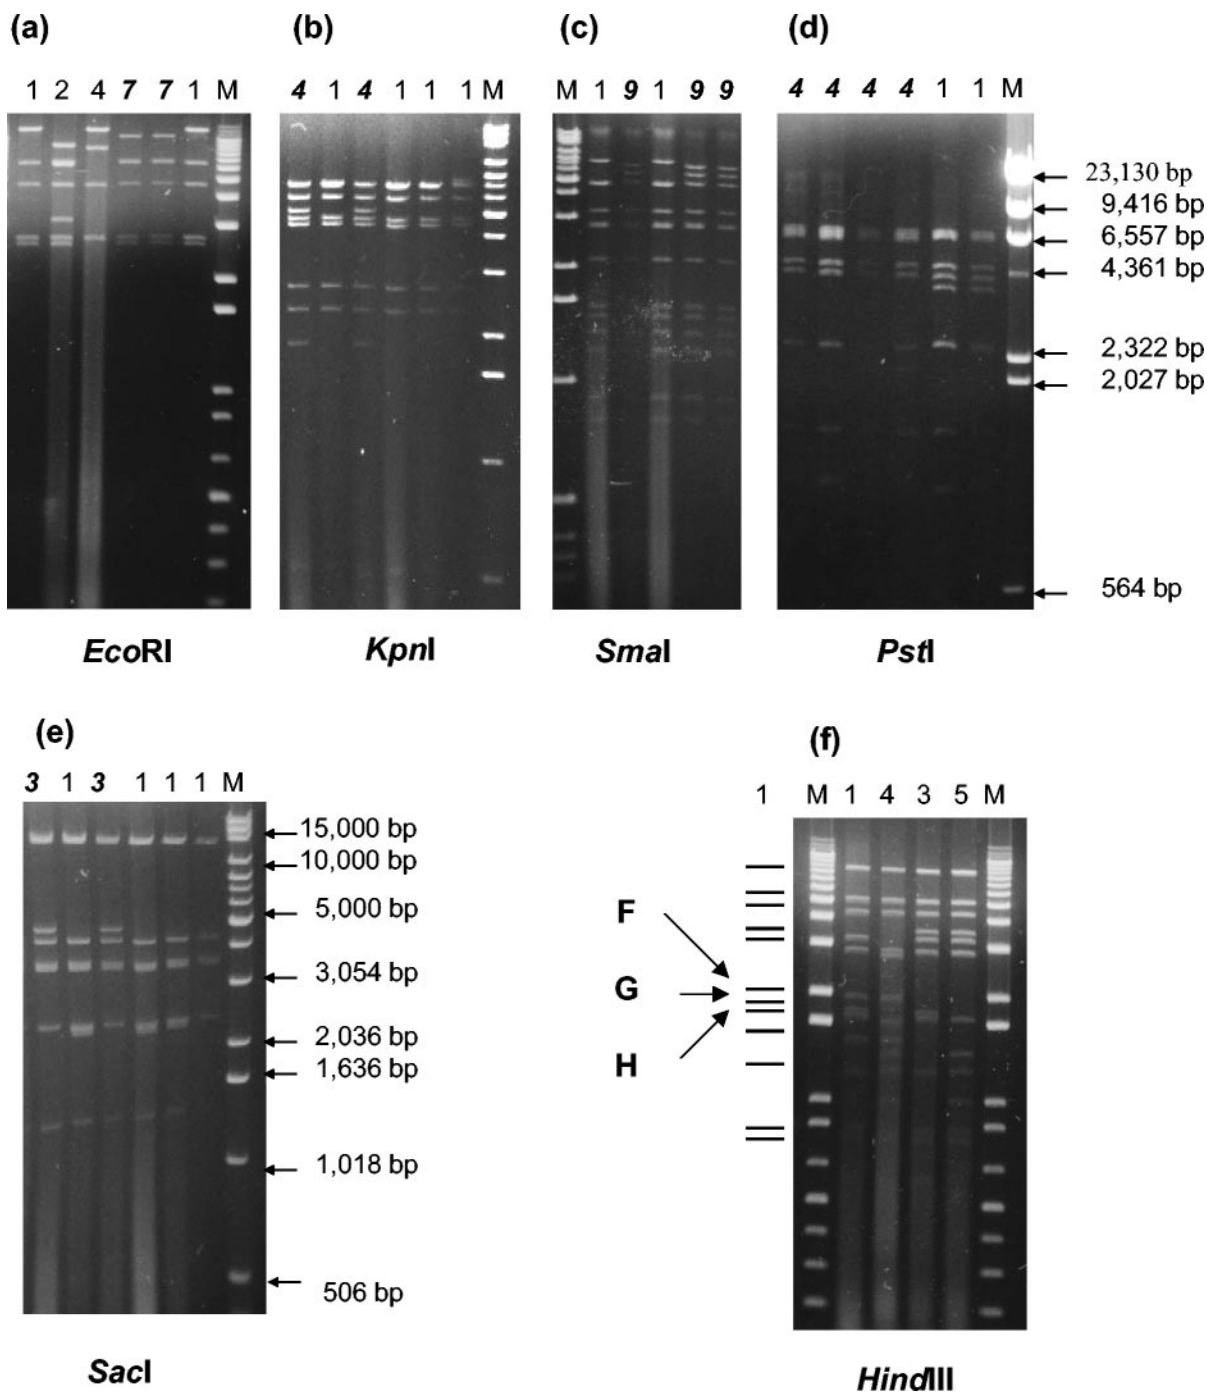 (a)
(b)
(c)
(d)
1 2 4 7 7 1 M
4 1 4 1 1 1 M
M 1 9 1 9 9
4 4 4 4 1 1 M
23,130 bp
9,416 bp
6,557 bp
4,361 bp
2,322 bp
2,027 bp
564 bp
EcoRI
KpnI
SmaI
PstI
(e)
3 1 3 1 1 1 M
15,000 bp
10,000 bp
5,000 bp
3,054 bp
2,036 bp
1,636 bp
1,018 bp
506 bp
SacI
(f)
1 M 1 4 3 5 M
F
G
H
HindIII